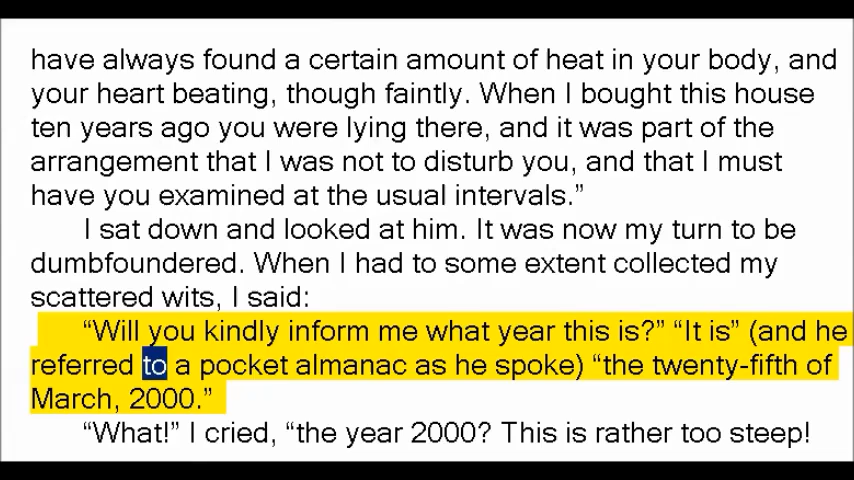 have always found a certain amount of heat in your body, and
your heart beating, though faintly. When I bought this house
ten years ago you were lying there, and it was part of the
arrangement that I was not to disturb you, and that I must
have you examined at the usual intervals.”
I sat down and looked at him. It was now my turn to be
dumbfoundered. When I had to some extent collected my
scattered wits, I said:
“Will you kindly inform me what year this is?” “It is” (and he
referred to a pocket almanac as he spoke) “the twenty-fifth of
March, 2000.”
“What!” I cried, “the year 2000? This is rather too steep!